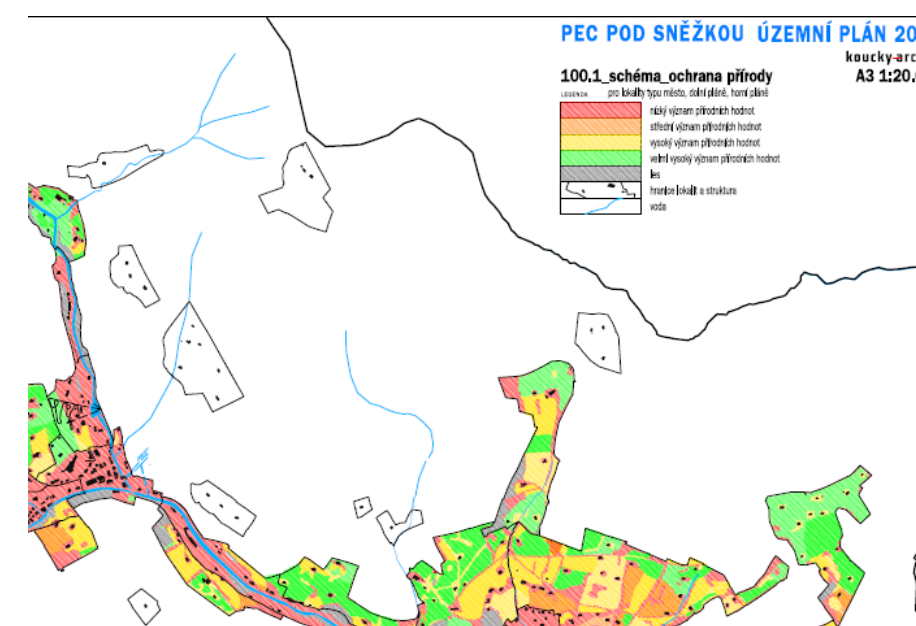 PEC POD SNĚŽKOU ÚZEMNÍ PLÁN 20
koucky-arc
100.1_schéma_ochrana přírody
A3 1:20.
LEGENDA pro lokality typu město, dolní pláně, horní pláně
nízký význam přírodních hodnot
střední význam přírodních hodnot
vysoký význam přírodních hodnot
velmi vysoký význam přírodních hodnot
les
hranice lokalit a struktura
voda